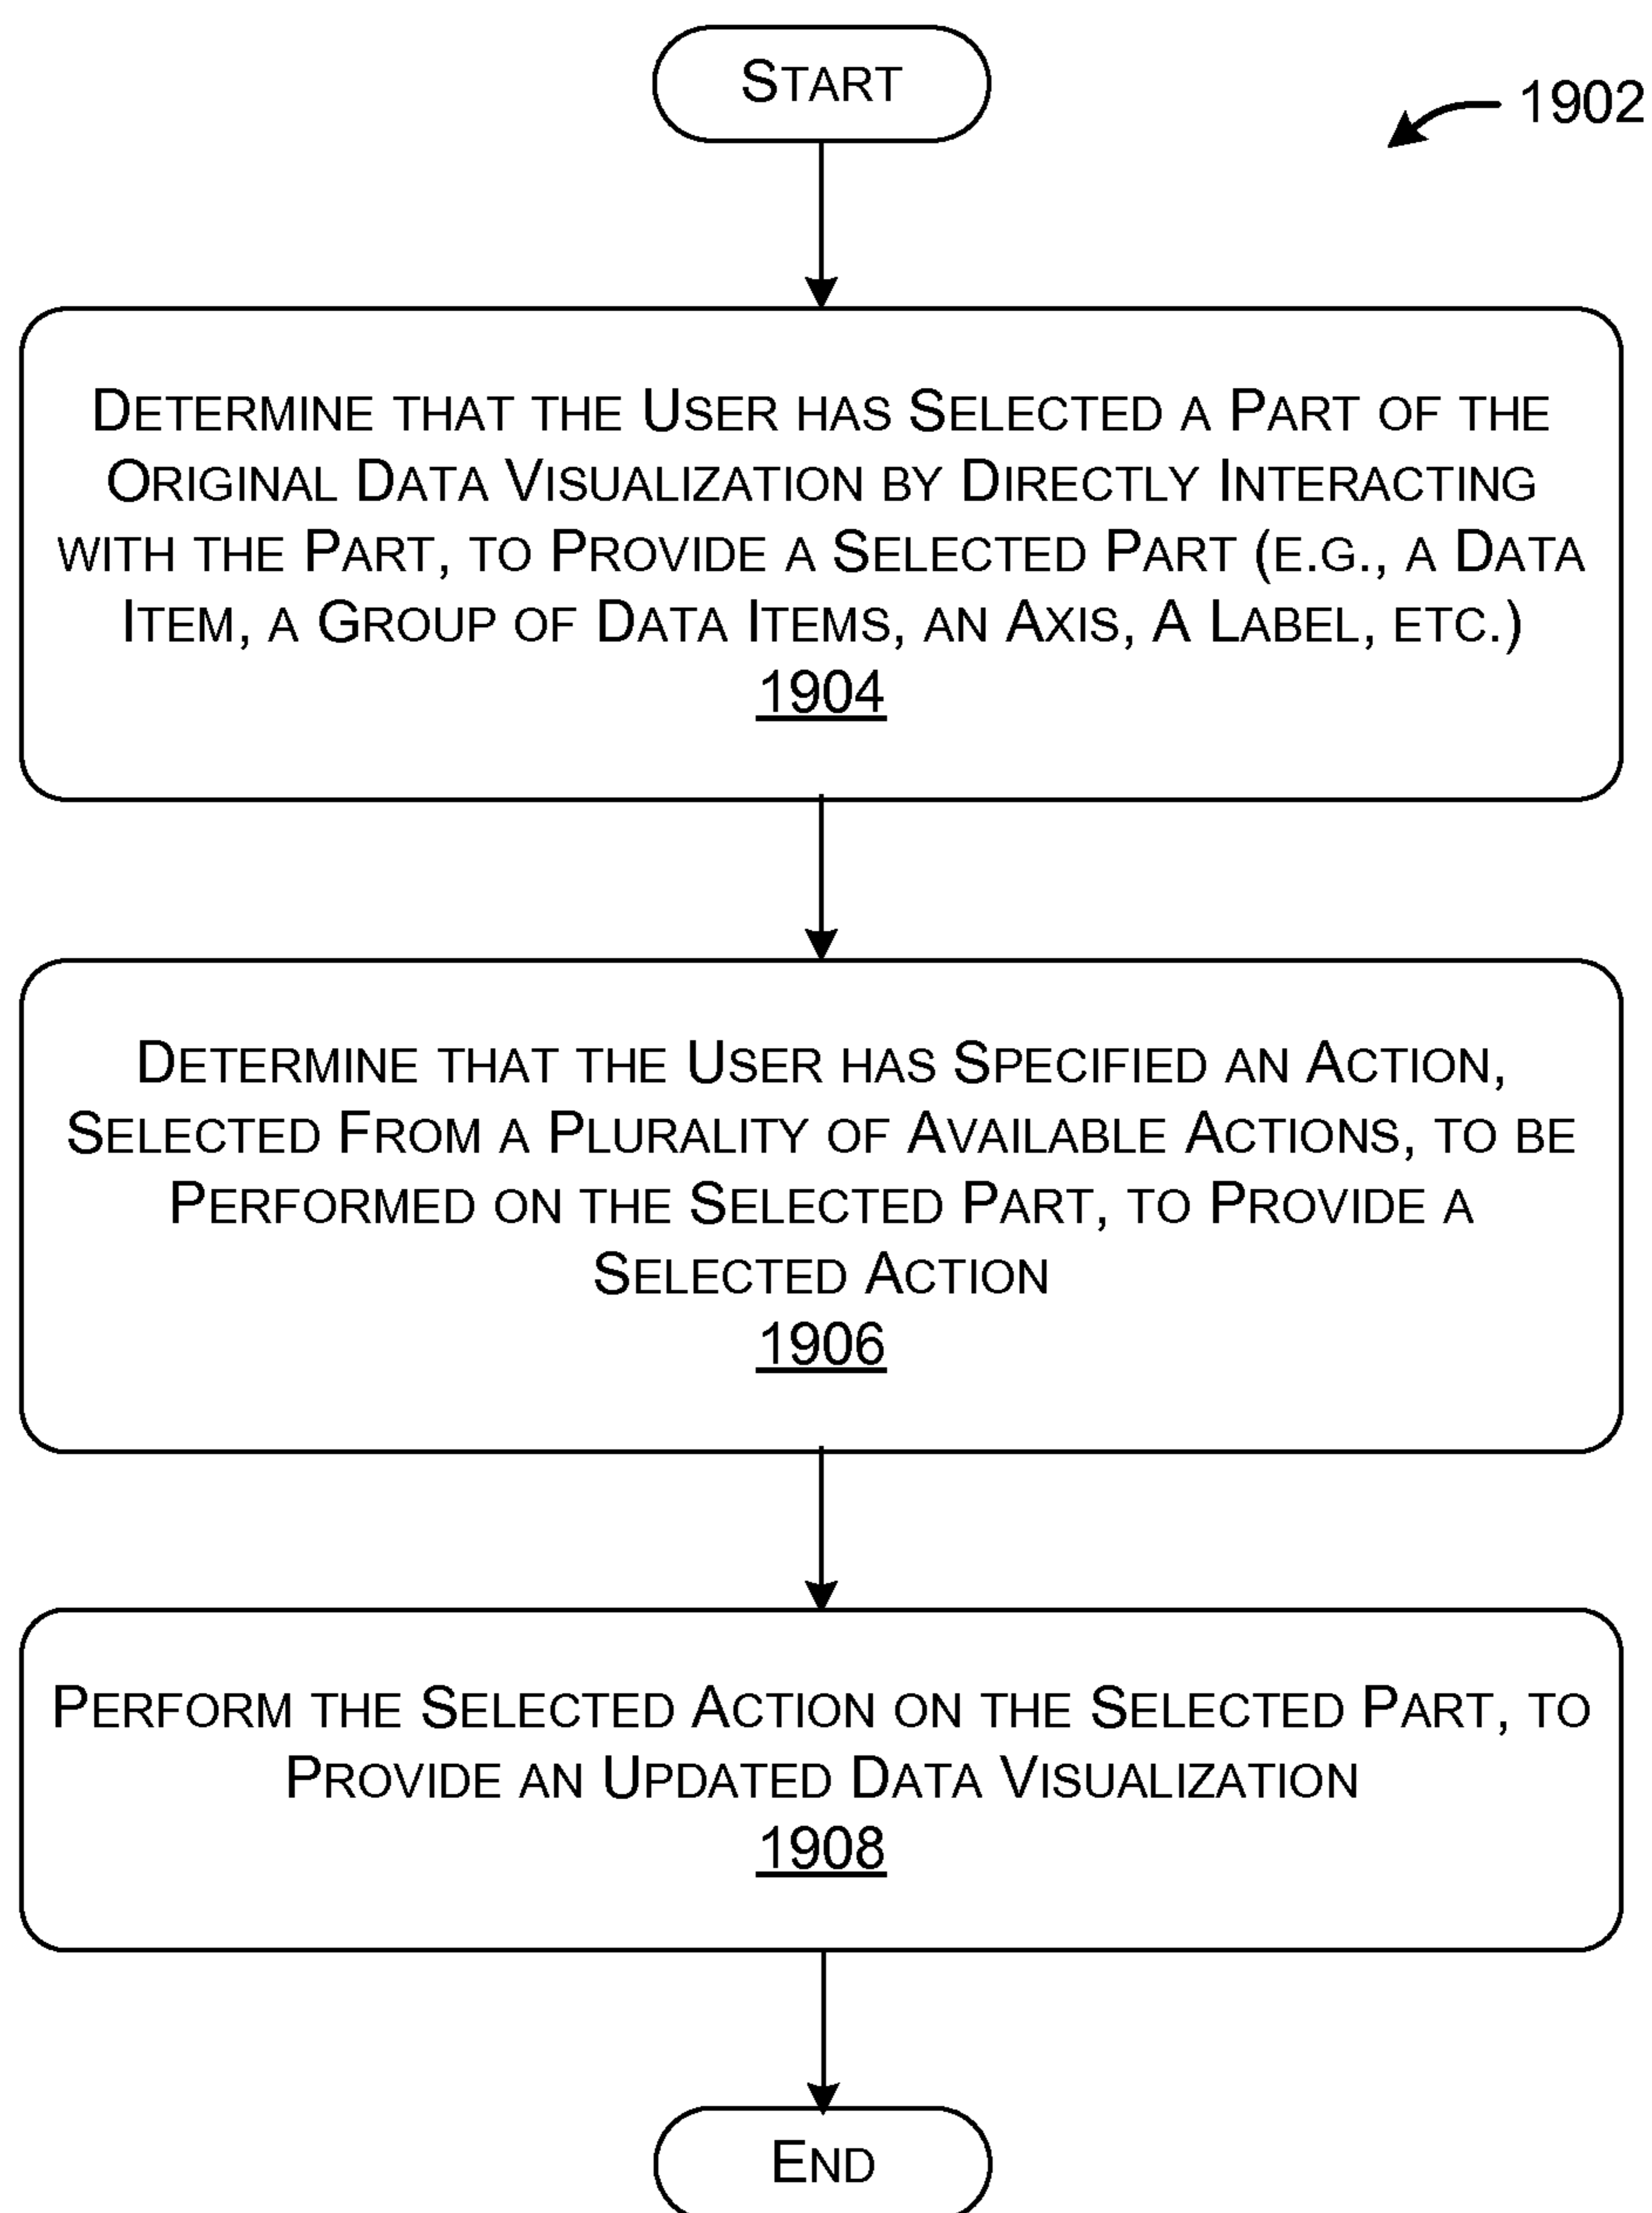 START
1902
DETERMINE THAT THE USER HAS SELECTED A PART OF THE
ORIGINAL DATA VISUALIZATION BY DIRECTLY INTERACTING
WITH THE PART, TO PROVIDE A SELECTED PART (E.G., A DATA
ITEM, A GROUP OF DATA ITEMS, AN AXIS, A LABEL, ETC.)
1904
DETERMINE THAT THE USER HAS SPECIFIED AN ACTION,
SELECTED FROM A PLURALITY OF AVAILABLE ACTIONS, TO BE
PERFORMED ON THE SELECTED PART, TO PROVIDE A
SELECTED ACTION
1906
PERFORM THE SELECTED ACTION ON THE SELECTED PART, TO
PROVIDE AN UPDATED DATA VISUALIZATION
1908
END